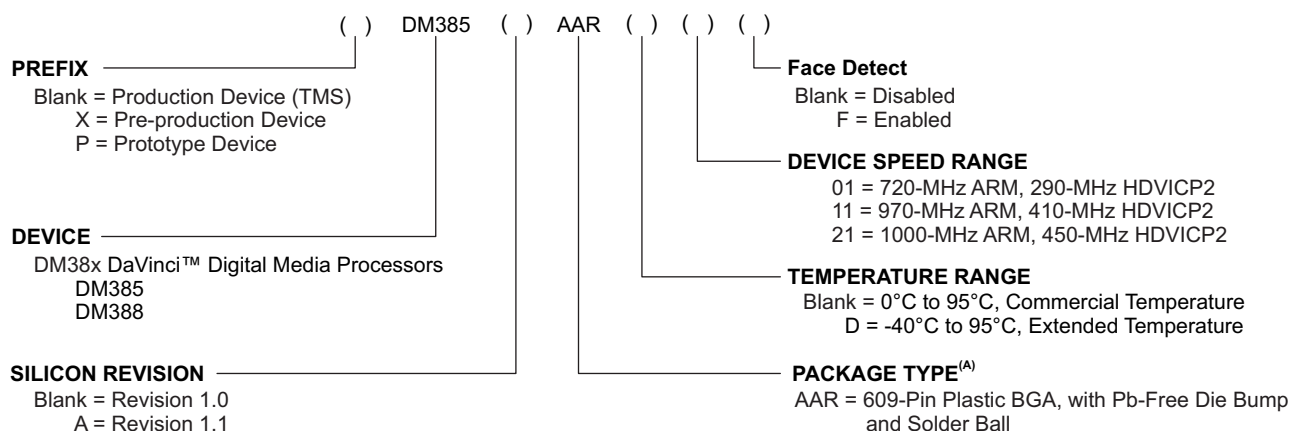 ( ) DM385 ( ) AAR ( ) ( ) ( )
PREFIX
Blank = Production Device (TMS)
X = Pre-production Device
P = Prototype Device
DEVICE
DM38x DaVinci™ Digital Media Processors
DM385
DM388
SILICON REVISION
Blank = Revision 1.0
A = Revision 1.1
Face Detect
Blank = Disabled
F = Enabled
DEVICE SPEED RANGE
01 = 720-MHz ARM, 290-MHz HDVICP2
11 = 970-MHz ARM, 410-MHz HDVICP2
21 = 1000-MHz ARM, 450-MHz HDVICP2
TEMPERATURE RANGE
Blank = 0°C to 95°C, Commercial Temperature
D = -40°C to 95°C, Extended Temperature
PACKAGE TYPE(A)
AAR = 609-Pin Plastic BGA, with Pb-Free Die Bump
and Solder Ball